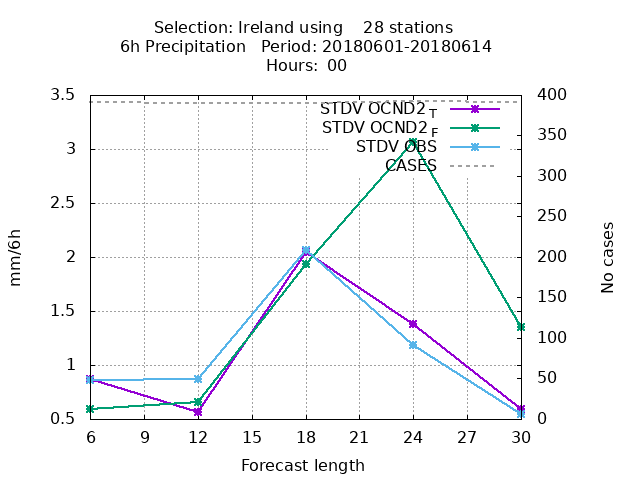 Selection: Ireland using    28 stations
6h Precipitation   Period: 20180601-20180614
Hours:  00
3.5
3
2.5
2
1.5
1
0.5
400
350
300
250
200
150
100
50
0
mm/6h
No cases
STDV OCND2 T
STDV OCND2 F
STDV OBS
CASES
6 9 12 15 18 21 24 27 30
Forecast length